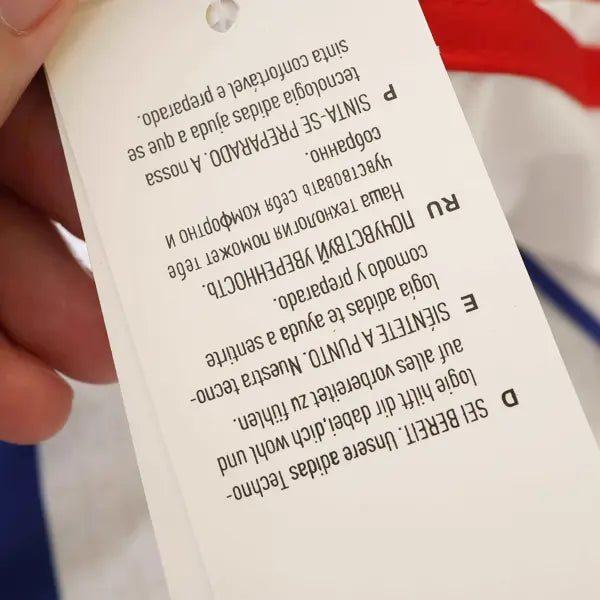 D SEI BEREIT. Unsere adidas Techno-
logie hilft dir dabei,dich wohl und
auf alles vorbereitet zu fühlen.
E SIÉNTETE A PUNTO. Nuestra tecno-
logía adidas te ayuda a sentirte
comodo y preparado.
RU ПОЧУВСТВУЙ УВЕРЕННОСТЬ.
Наша технология поможет тебе
чувствовать себя комфортно и
собранно.
P SINTA-SE PREPARADO. A nossa
tecnologia adidas ajuda a que se
sinta confortável e preparado.